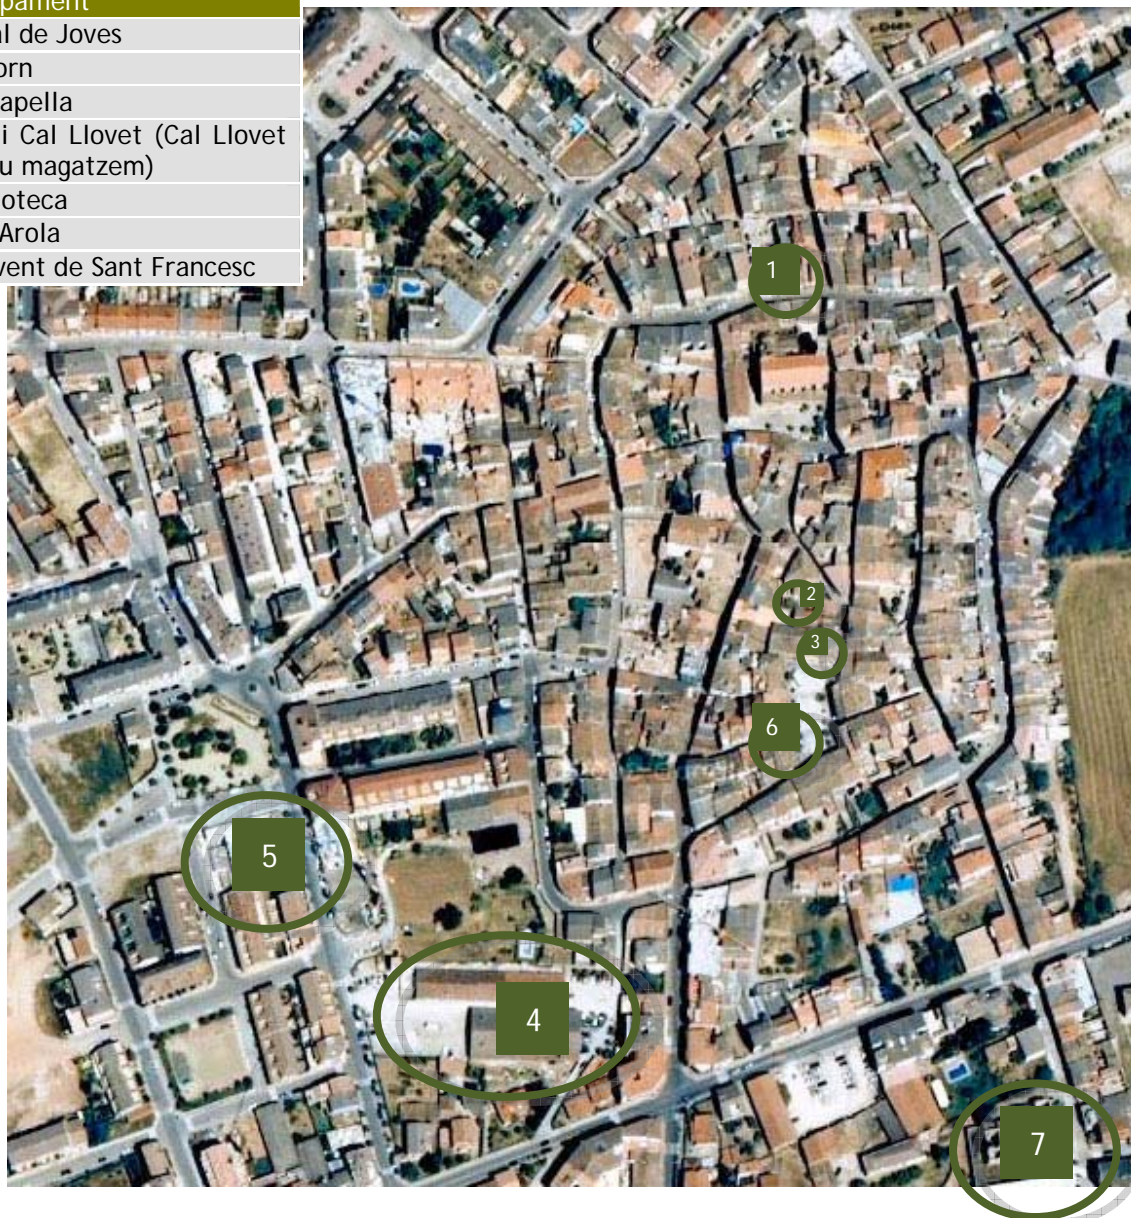 pament
al de Joves
orn
apella
i Cal Llovet (Cal Llovet
u magatzem)
oteca
Arola
vent de Sant Francesc
1
2
3
6
5
4
7